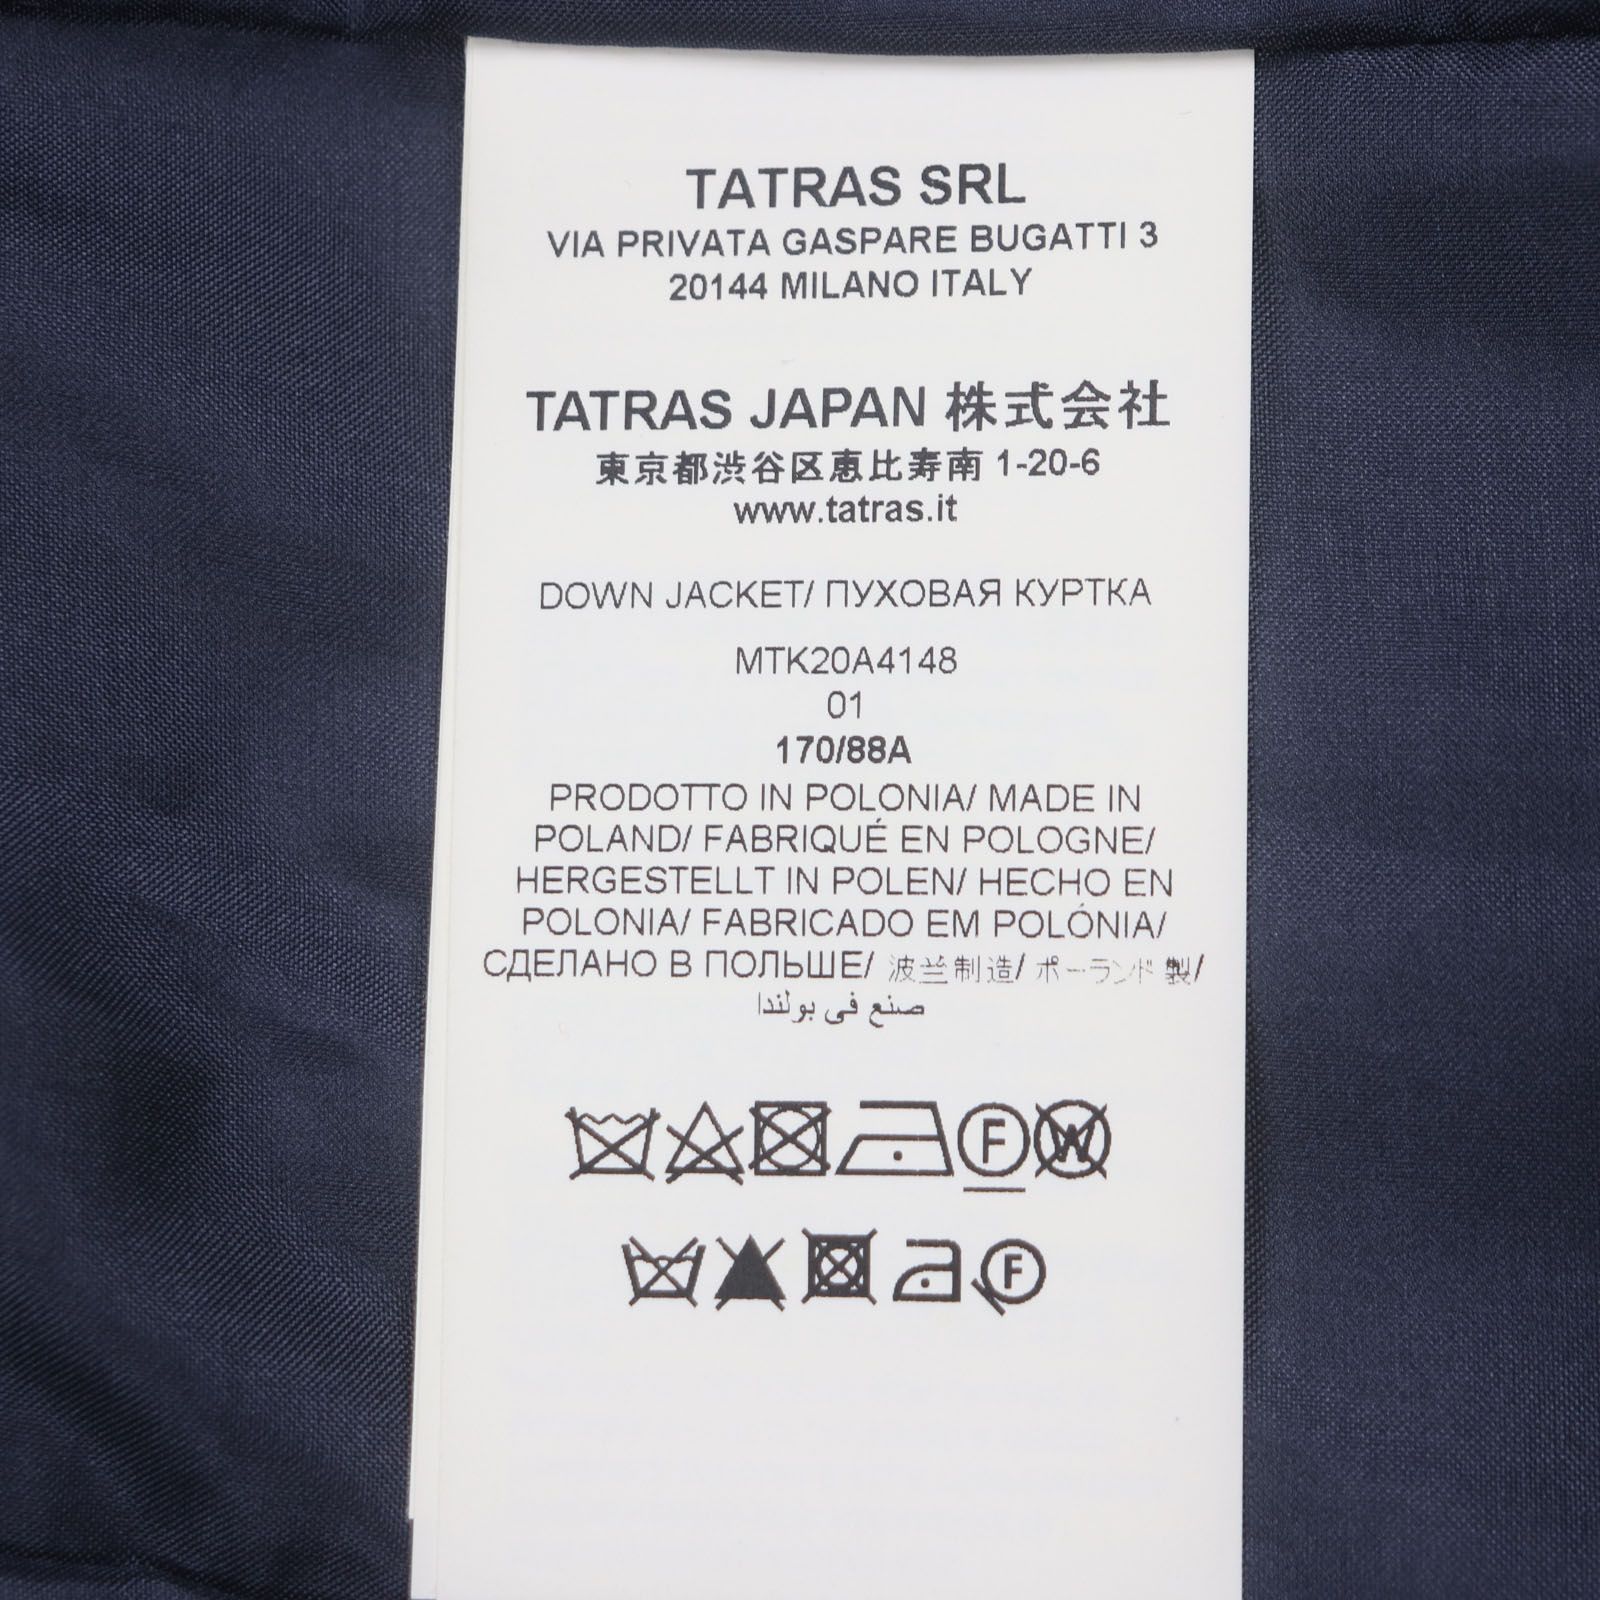 TATRAS SRL
VIA PRIVATA GASPARE BUGATTI 3
20144 MILANO ITALY
TATRAS JAPAN 株式会社
東京都渋谷区恵比寿南 1-20-6
www.tatras.it
DOWN JACKET/ ПУХОВАЯ КУРТКА
MTK20A4148
01
170/88A
PRODOTTO IN POLONIA/ MADE IN
POLAND/ FABRIQUÉ EN POLOGNE/
HERGESTELLT IN POLEN/ HECHO EN
POLONIA/ FABRICADO EM POLÓNIA/
СДЕЛАНО В ПОЛЬШЕ/ 波兰制造/ ポーランド 製/
صنع في بولندا
F W
F